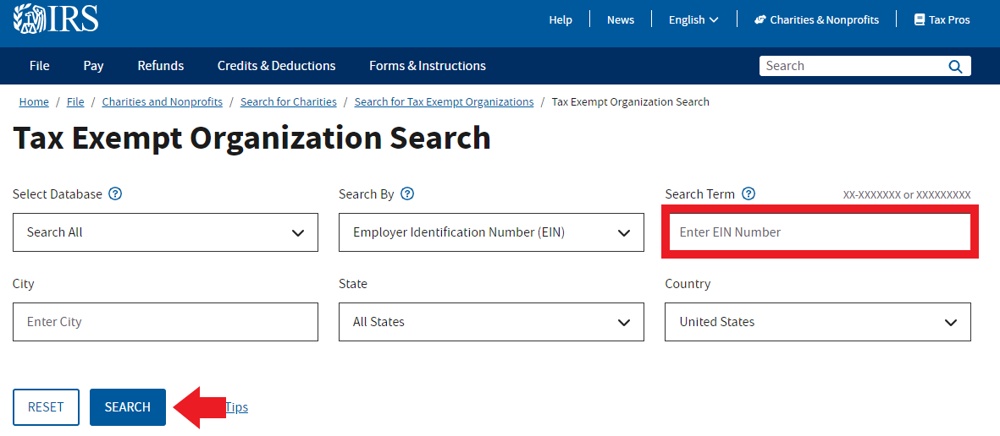 IRS
Help News English Charities & Nonprofits Tax Pros
File Pay Refunds Credits & Deductions Forms & Instructions Search
Home / File / Charities and Nonprofits / Search for Charities / Search for Tax Exempt Organizations / Tax Exempt Organization Search
Tax Exempt Organization Search
Select Database ? Search By ? Search Term ? XX-XXXXXXX or XXXXXXXXX
Search All Employer Identification Number (EIN) Enter EIN Number
City State Country
Enter City All States United States
RESET SEARCH Tips